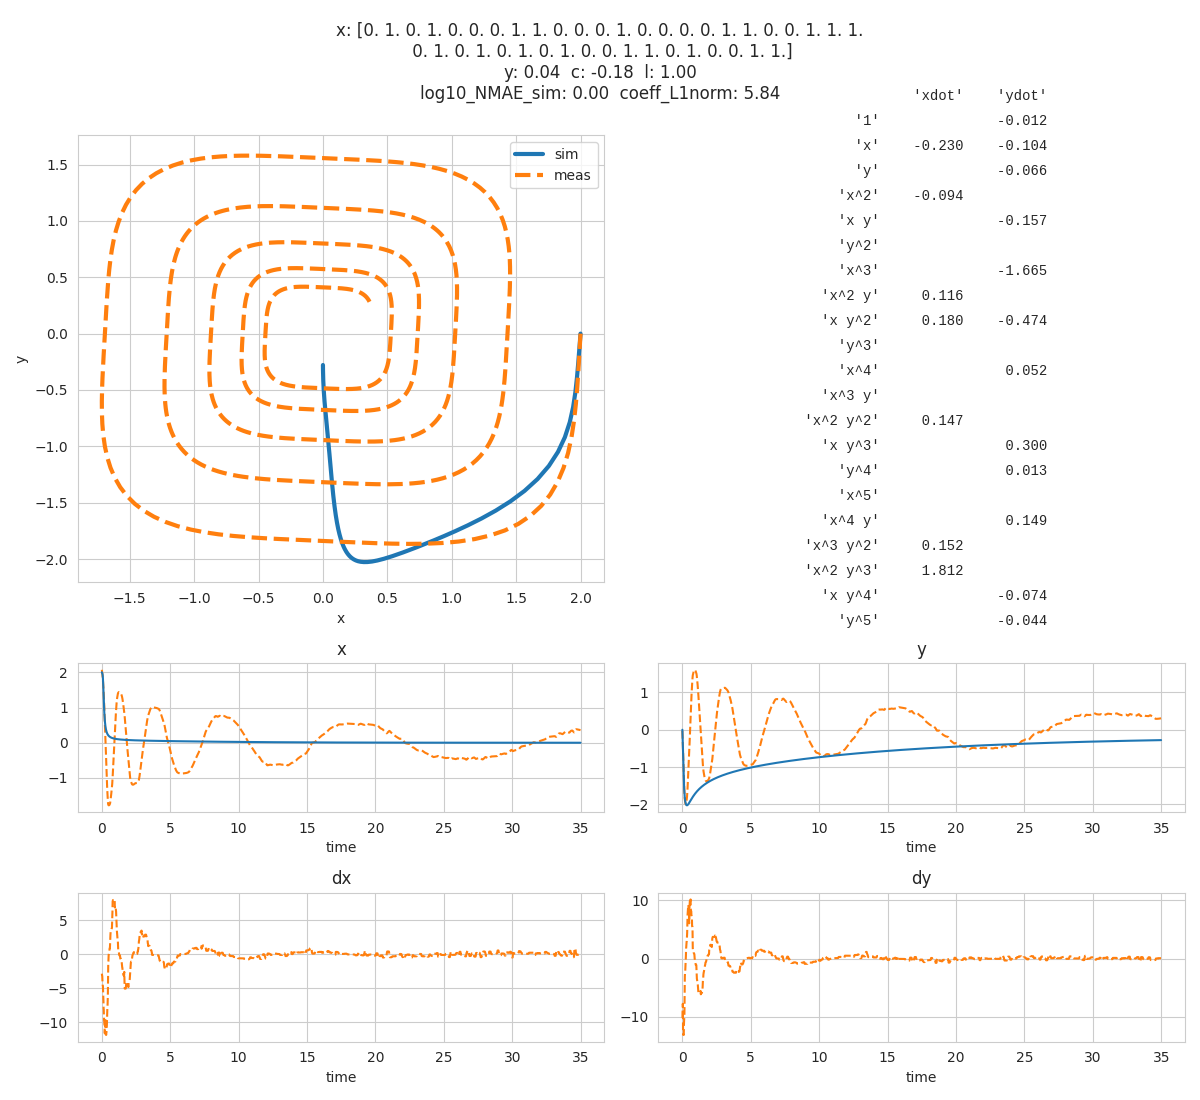 x: [0. 1. 0. 1. 0. 0. 0. 1. 1. 0. 0. 0. 1. 0. 0. 0. 0. 1. 1. 0. 0. 1. 1. 1.
0. 1. 0. 1. 0. 1. 0. 1. 0. 0. 1. 1. 0. 1. 0. 0. 1. 1.]
y: 0.04 c: -0.18 l: 1.00
log10_NMAE_sim: 0.00 coeff_L1norm: 5.84
'xdot' 'ydot'
'1' -0.012
'x' -0.230 -0.104
'y' -0.066
'x^2' -0.094
'x y' -0.157
'y^2'
'x^3' -1.665
'x^2 y' 0.116
'x y^2' 0.180 -0.474
'y^3'
'x^4' 0.052
'x^3 y'
'x^2 y^2' 0.147
'x y^3' 0.300
'y^4' 0.013
'x^5'
'x^4 y' 0.149
'x^3 y^2' 0.152
'x^2 y^3' 1.812
'x y^4' -0.074
'y^5' -0.044
sim
meas
1.5
1.0
0.5
0.0
−0.5
−1.0
−1.5
−2.0
y
−1.5 −1.0 −0.5 0.0 0.5 1.0 1.5 2.0
x
x
2
1
0
−1
0 5 10 15 20 25 30 35
time
y
1
0
−1
−2
0 5 10 15 20 25 30 35
time
dx
5
0
−5
−10
0 5 10 15 20 25 30 35
time
dy
10
0
−10
0 5 10 15 20 25 30 35
time